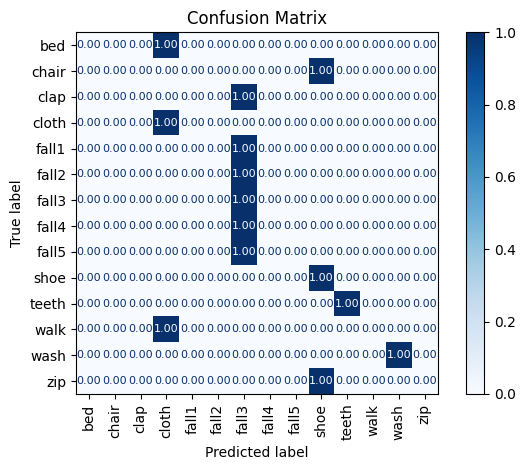 Confusion Matrix
bed 0.00 0.00 0.00 1.00 0.00 0.00 0.00 0.00 0.00 0.00 0.00 0.00 0.00 0.00
chair 0.00 0.00 0.00 0.00 0.00 0.00 0.00 0.00 0.00 1.00 0.00 0.00 0.00 0.00
clap 0.00 0.00 0.00 0.00 0.00 0.00 1.00 0.00 0.00 0.00 0.00 0.00 0.00 0.00
cloth 0.00 0.00 0.00 1.00 0.00 0.00 0.00 0.00 0.00 0.00 0.00 0.00 0.00 0.00
fall1 0.00 0.00 0.00 0.00 0.00 0.00 1.00 0.00 0.00 0.00 0.00 0.00 0.00 0.00
fall2 0.00 0.00 0.00 0.00 0.00 0.00 1.00 0.00 0.00 0.00 0.00 0.00 0.00 0.00
fall3 0.00 0.00 0.00 0.00 0.00 0.00 1.00 0.00 0.00 0.00 0.00 0.00 0.00 0.00
fall4 0.00 0.00 0.00 0.00 0.00 0.00 1.00 0.00 0.00 0.00 0.00 0.00 0.00 0.00
fall5 0.00 0.00 0.00 0.00 0.00 0.00 1.00 0.00 0.00 0.00 0.00 0.00 0.00 0.00
shoe 0.00 0.00 0.00 0.00 0.00 0.00 0.00 0.00 0.00 1.00 0.00 0.00 0.00 0.00
teeth 0.00 0.00 0.00 0.00 0.00 0.00 0.00 0.00 0.00 0.00 1.00 0.00 0.00 0.00
walk 0.00 0.00 0.00 1.00 0.00 0.00 0.00 0.00 0.00 0.00 0.00 0.00 0.00 0.00
wash 0.00 0.00 0.00 0.00 0.00 0.00 0.00 0.00 0.00 0.00 0.00 0.00 1.00 0.00
zip 0.00 0.00 0.00 0.00 0.00 0.00 0.00 0.00 0.00 1.00 0.00 0.00 0.00 0.00
bed chair clap cloth fall1 fall2 fall3 fall4 fall5 shoe teeth walk wash zip
Predicted label
True label
1.0
0.8
0.6
0.4
0.2
0.0